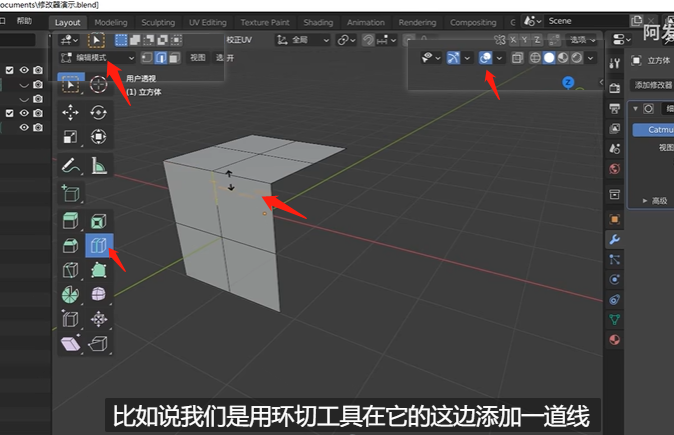 ocuments\修改器演示.blend]
口 帮助
Layout Modeling Sculpting UV Editing Texture Paint Shading Animation Rendering Compositing
Scene
校正UV
全局
X Y Z
选项
阿发
编辑模式
视图 选
开
用户透视
(1) 立方体
Z
立方体
添加修改器
细
Catmu
视图
高级
比如说我们是用环切工具在它的这边添加一道线